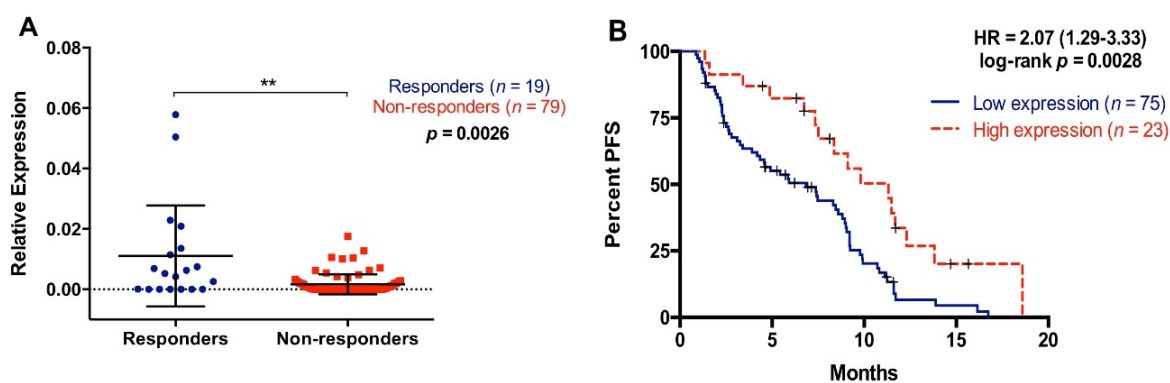 A
0.08
0.06
0.04
0.02
0.00
Relative Expression
**
Responders (n = 19)
Non-responders (n = 79)
p = 0.0026
Responders
Non-responders
B
HR = 2.07 (1.29-3.33)
log-rank p = 0.0028
Low expression (n = 75)
High expression (n = 23)
100
75
50
25
0
Percent PFS
0
5
10
15
20
Months